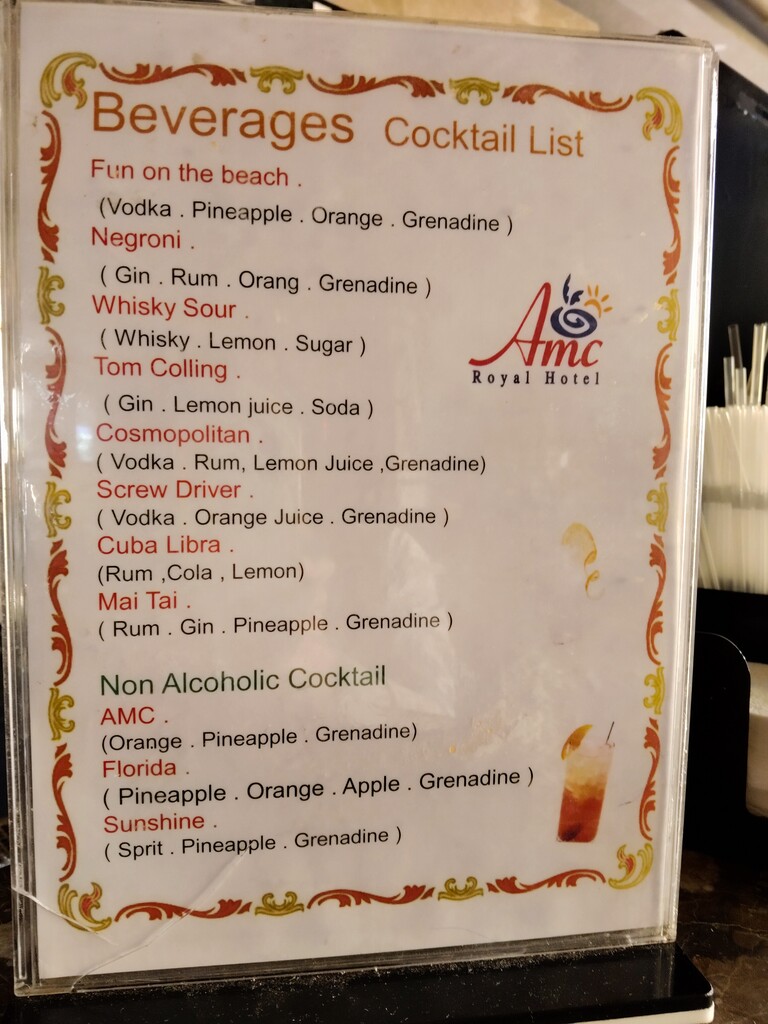 Beverages Cocktail List
Fun on the beach .
(Vodka . Pineapple . Orange . Grenadine )
Negroni .
( Gin . Rum . Orang . Grenadine )
Whisky Sour .
( Whisky . Lemon . Sugar )
Tom Colling .
( Gin . Lemon juice . Soda )
Cosmopolitan .
( Vodka . Rum, Lemon Juice ,Grenadine)
Screw Driver .
( Vodka . Orange Juice . Grenadine )
Cuba Libra .
(Rum ,Cola , Lemon)
Mai Tai .
( Rum . Gin . Pineapple . Grenadine )
Amc
Royal Hotel
Non Alcoholic Cocktail
AMC .
(Orange . Pineapple . Grenadine)
Florida .
( Pineapple . Orange . Apple . Grenadine )
Sunshine .
( Sprit . Pineapple . Grenadine )